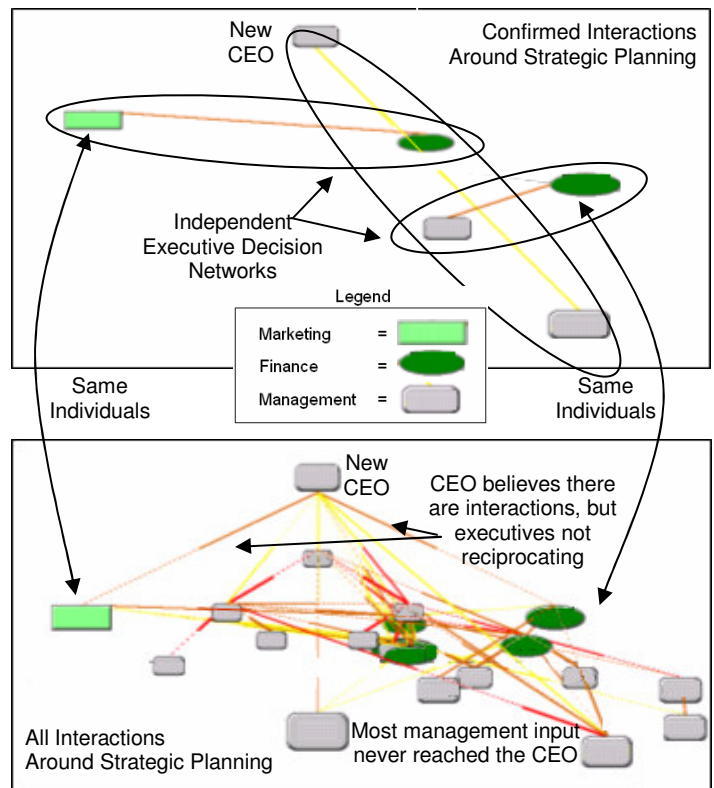 New
CEO
Confirmed Interactions
Around Strategic Planning
Independent
Executive Decision
Networks
Legend
Marketing =
Finance =
Management =
Same
Individuals
Same
Individuals
New
CEO
CEO believes there
are interactions, but
executives not
reciprocating
All Interactions
Around Strategic Planning
Most management input
never reached the CEO